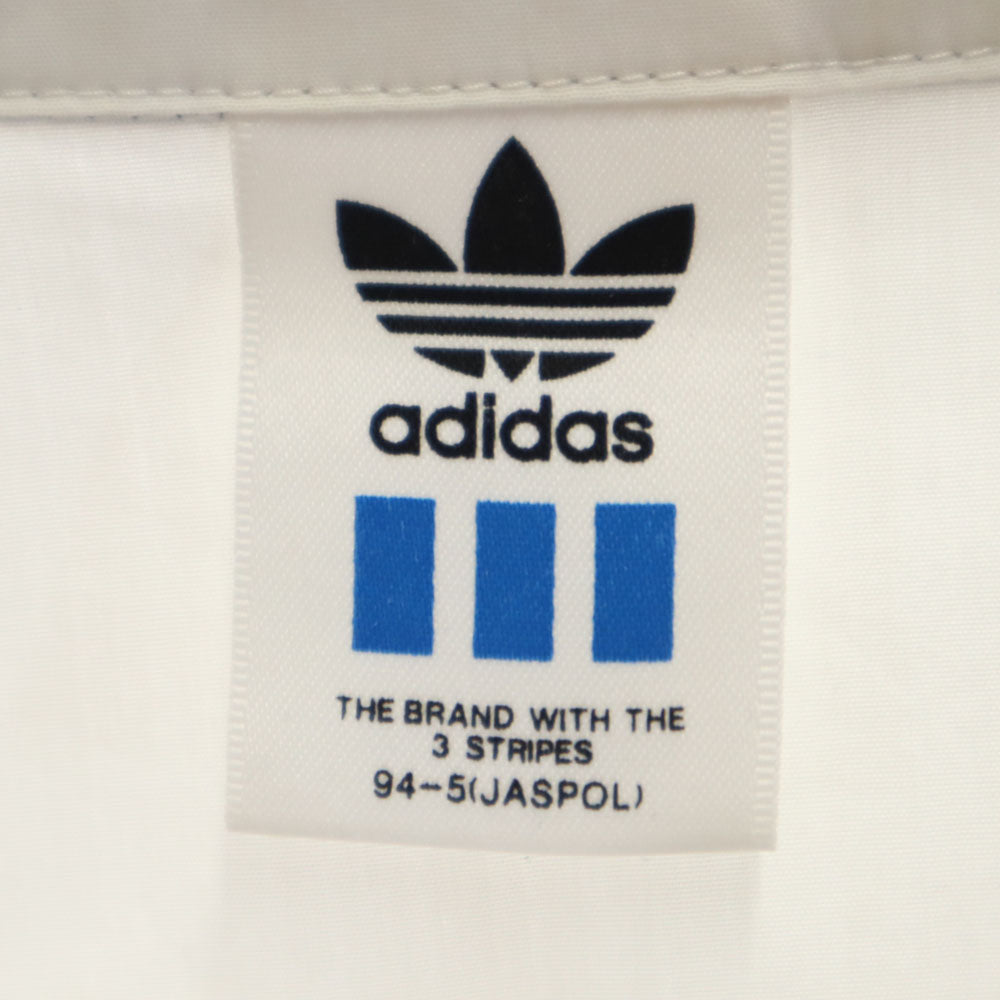 adidas
THE BRAND WITH THE
3 STRIPES
94-5(JASPOL)